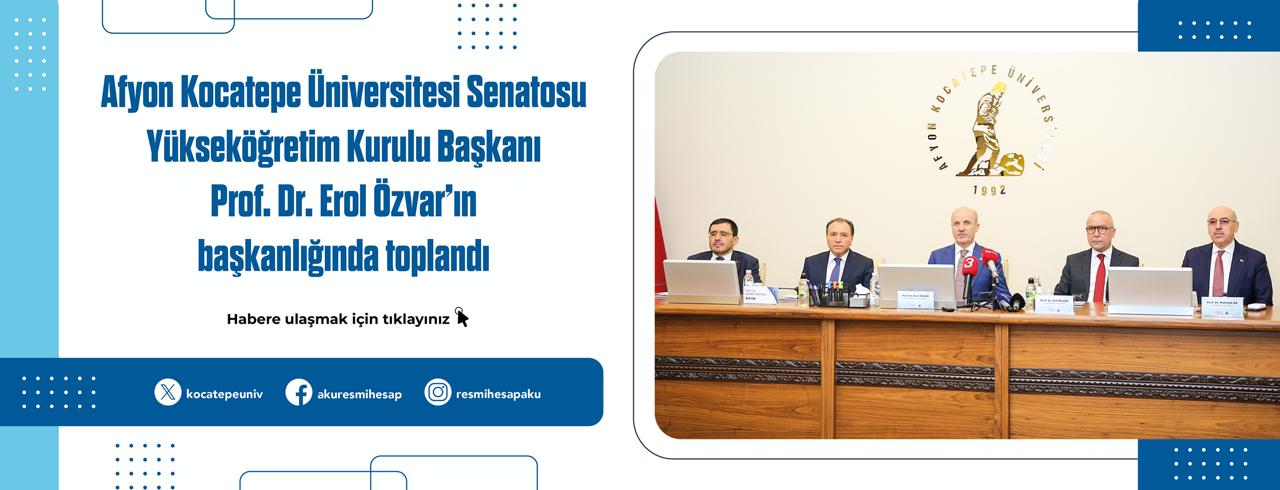 Afyon Kocatepe Üniversitesi Senatosu
Yükseköğretim Kurulu Başkanı
Prof. Dr. Erol Özvar’ın
başkanlığında toplandı
Habere ulaşmak için tıklayınız
kocatepeuniv
akuresmihesap
resmihesapaku
AFYON KOCATEPE ÜNİVERSİTESİ
1992
3